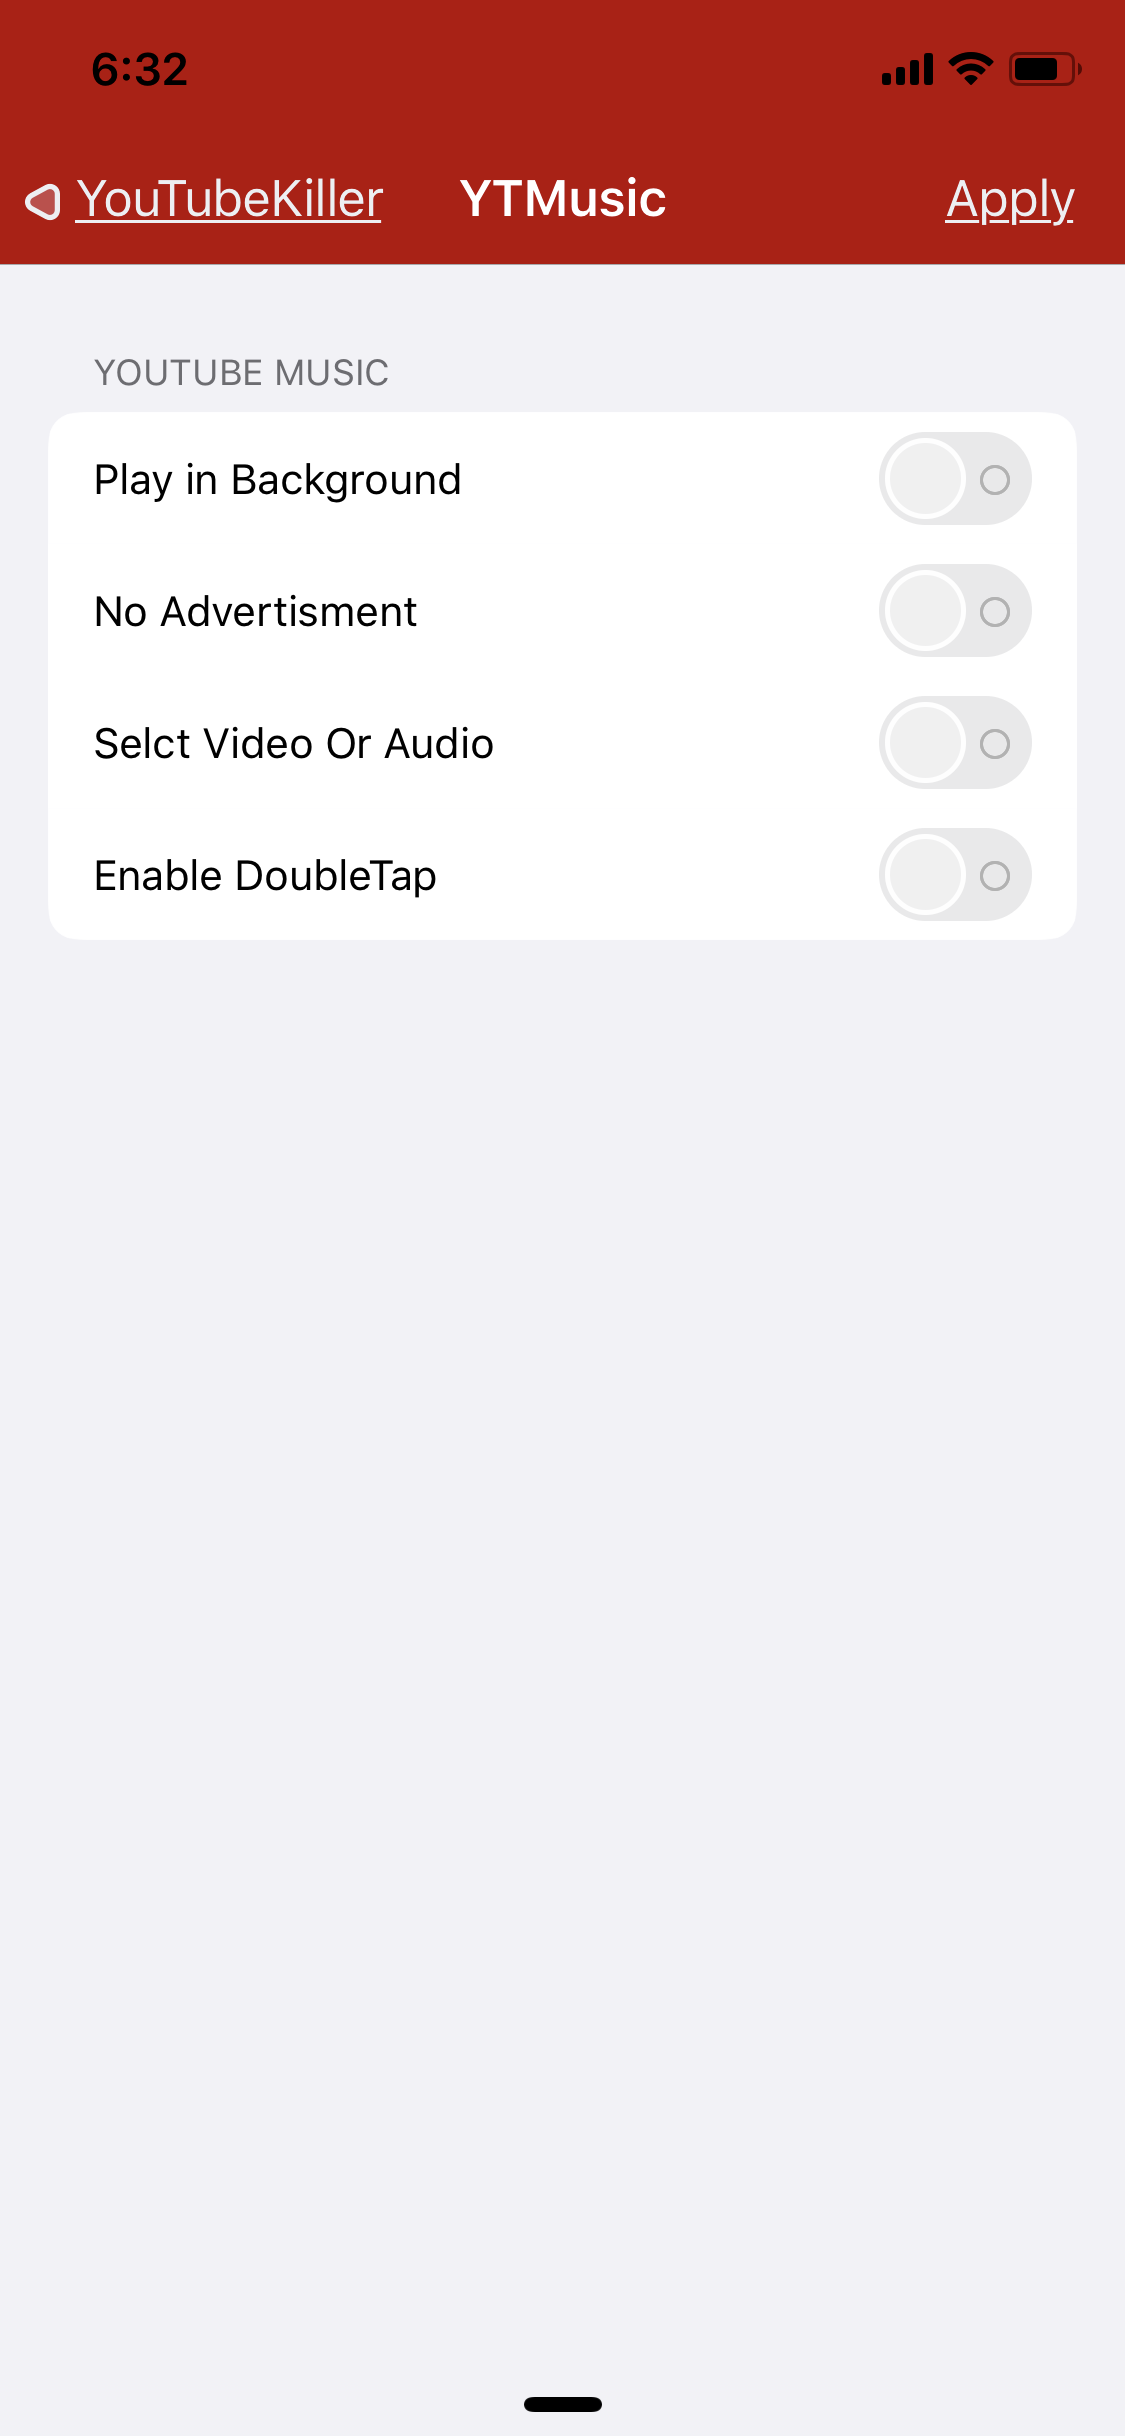 6:32
YouTubeKiller YTMusic Apply
YOUTUBE MUSIC
Play in Background
No Advertisment
Selct Video Or Audio
Enable DoubleTap